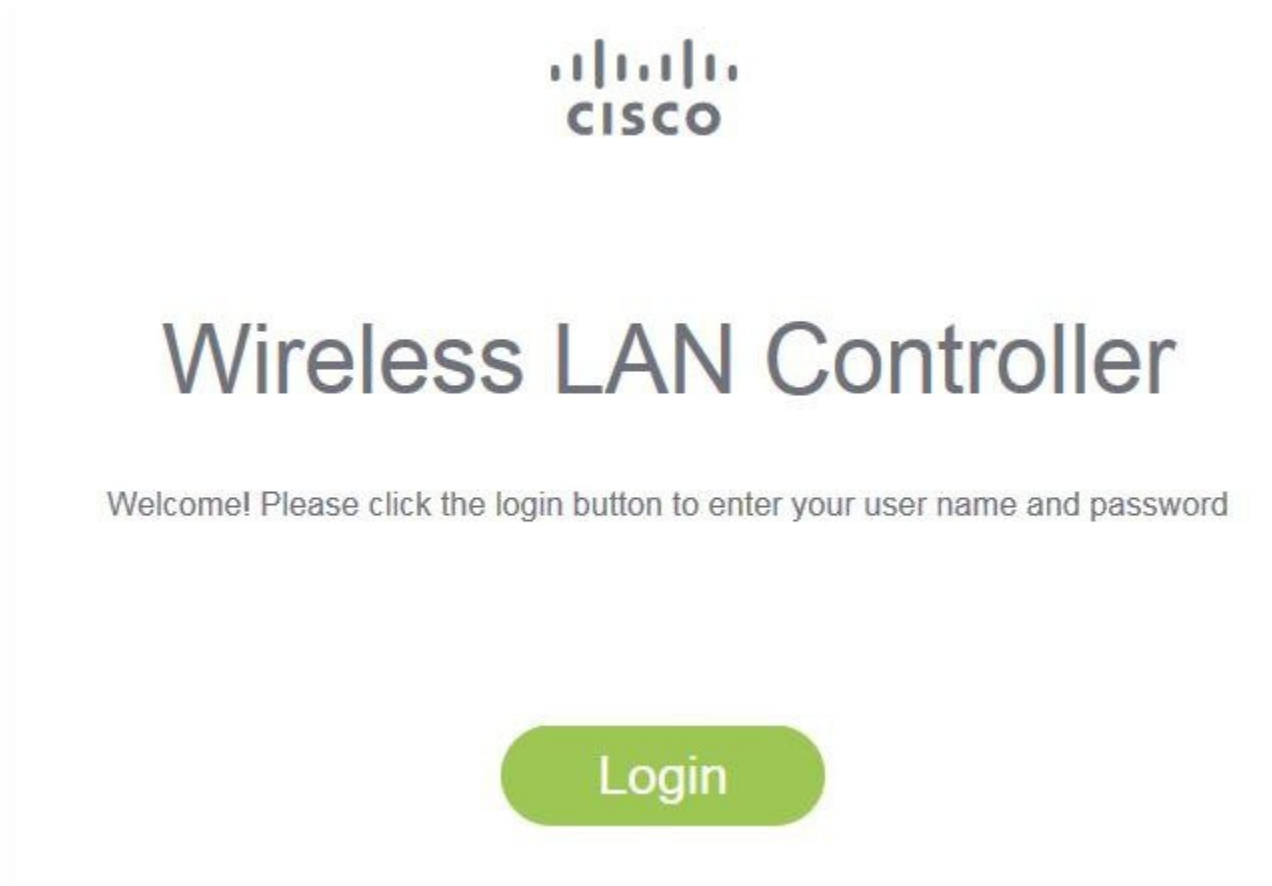 CISCO
Wireless LAN Controller
Welcome! Please click the login button to enter your user name and password
Login